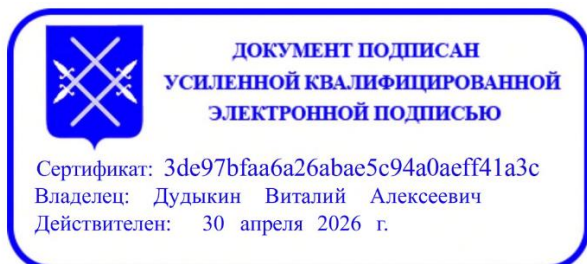 ДОКУМЕНТ ПОДПИСАН
УСИЛЕННОЙ КВАЛИФИЦИРОВАННОЙ
ЭЛЕКТРОННОЙ ПОДПИСЬЮ
Сертификат: 3de97bfaa6a26abae5c94a0aeff41a3c
Владелец: Дудыкин Виталий Алексеевич
Действителен: 30 апреля 2026 г.